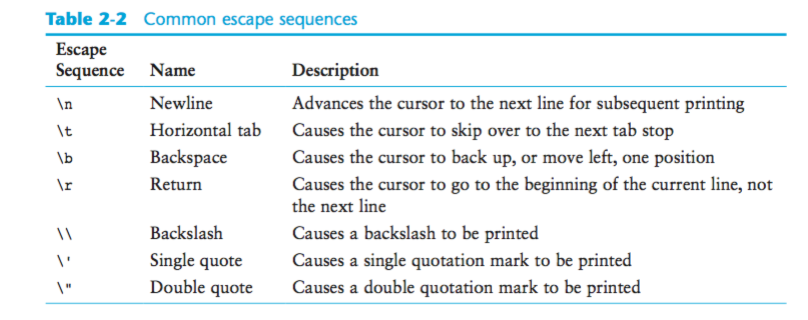 Table 2-2 Common escape sequences
Escape
Sequence Name Description
\n Newline Advances the cursor to the next line for subsequent printing
\t Horizontal tab Causes the cursor to skip over to the next tab stop
\b Backspace Causes the cursor to back up, or move left, one position
\r Return Causes the cursor to go to the beginning of the current line, not
the next line
\\ Backslash Causes a backslash to be printed
\' Single quote Causes a single quotation mark to be printed
\" Double quote Causes a double quotation mark to be printed